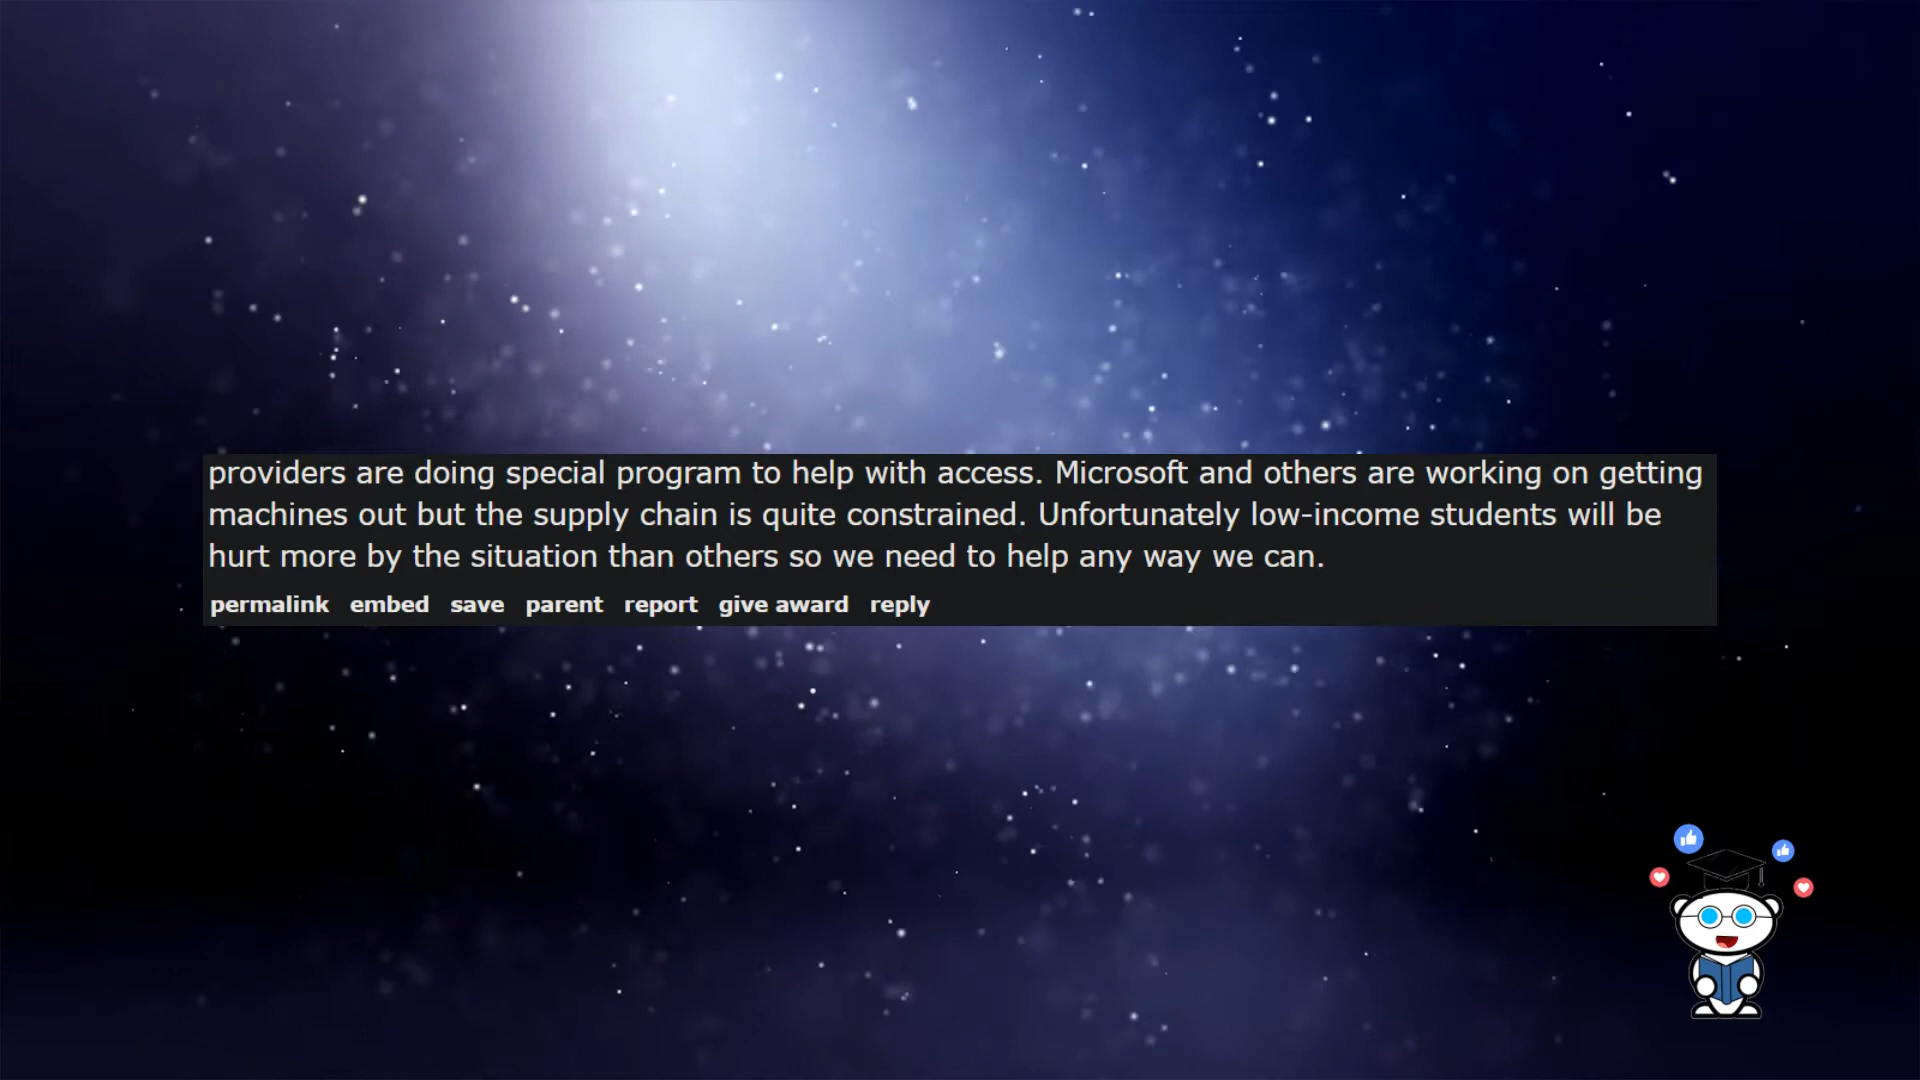 providers are doing special program to help with access. Microsoft and others are working on getting
machines out but the supply chain is quite constrained. Unfortunately low-income students will be
hurt more by the situation than others so we need to help any way we can.
permalink embed save parent report give award reply